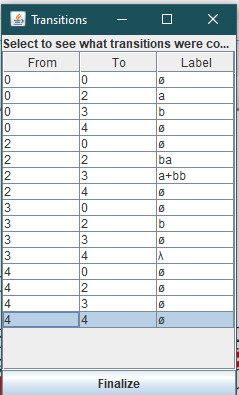 Transitions
Select to see what transitions were co...
From To Label
0 0 ø
0 2 a
0 3 b
0 4 ø
2 0 ø
2 2 ba
2 3 a+bb
2 4 ø
3 0 ø
3 2 b
3 3 ø
3 4 λ
4 0 ø
4 2 ø
4 3 ø
4 4 ø
Finalize